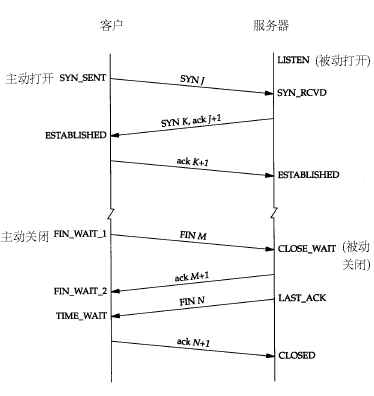 客户
服务器
LISTEN (被动打开)
主动打开 SYN_SENT
SYN J
SYN_RCVD
SYN K, ack J+1
ESTABLISHED
ack K+1
ESTABLISHED
主动关闭 FIN_WAIT_1
FIN M
CLOSE_WAIT (被动
关闭)
ack M+1
FIN_WAIT_2
FIN N
LAST_ACK
TIME_WAIT
ack N+1
CLOSED